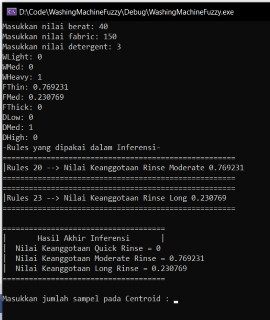 D:\Code\WashingMachineFuzzy\Debug\WashingMachineFuzzy.exe
Masukkan nilai berat: 40
Masukkan nilai fabric: 150
Masukkan nilai detergent: 3
WLight: 0
WMed: 0
WHeavy: 1
FThin: 0.769231
FMed: 0.230769
FThick: 0
DLow: 0
DMed: 1
DHigh: 0
-Rules yang dipakai dalam Inferensi-
====================================================
|Rules 20 --> Nilai Keanggotaan Rinse Moderate 0.769231
====================================================
====================================================
|Rules 23 --> Nilai Keanggotaan Rinse Long 0.230769
====================================================
====================================
| Hasil Akhir Inferensi |
| Nilai Keanggotaan Quick Rinse = 0
| Nilai Keanggotaan Moderate Rinse = 0.769231
| Nilai Keanggotaan Long Rinse = 0.230769
====================================
Masukkan jumlah sampel pada Centroid :